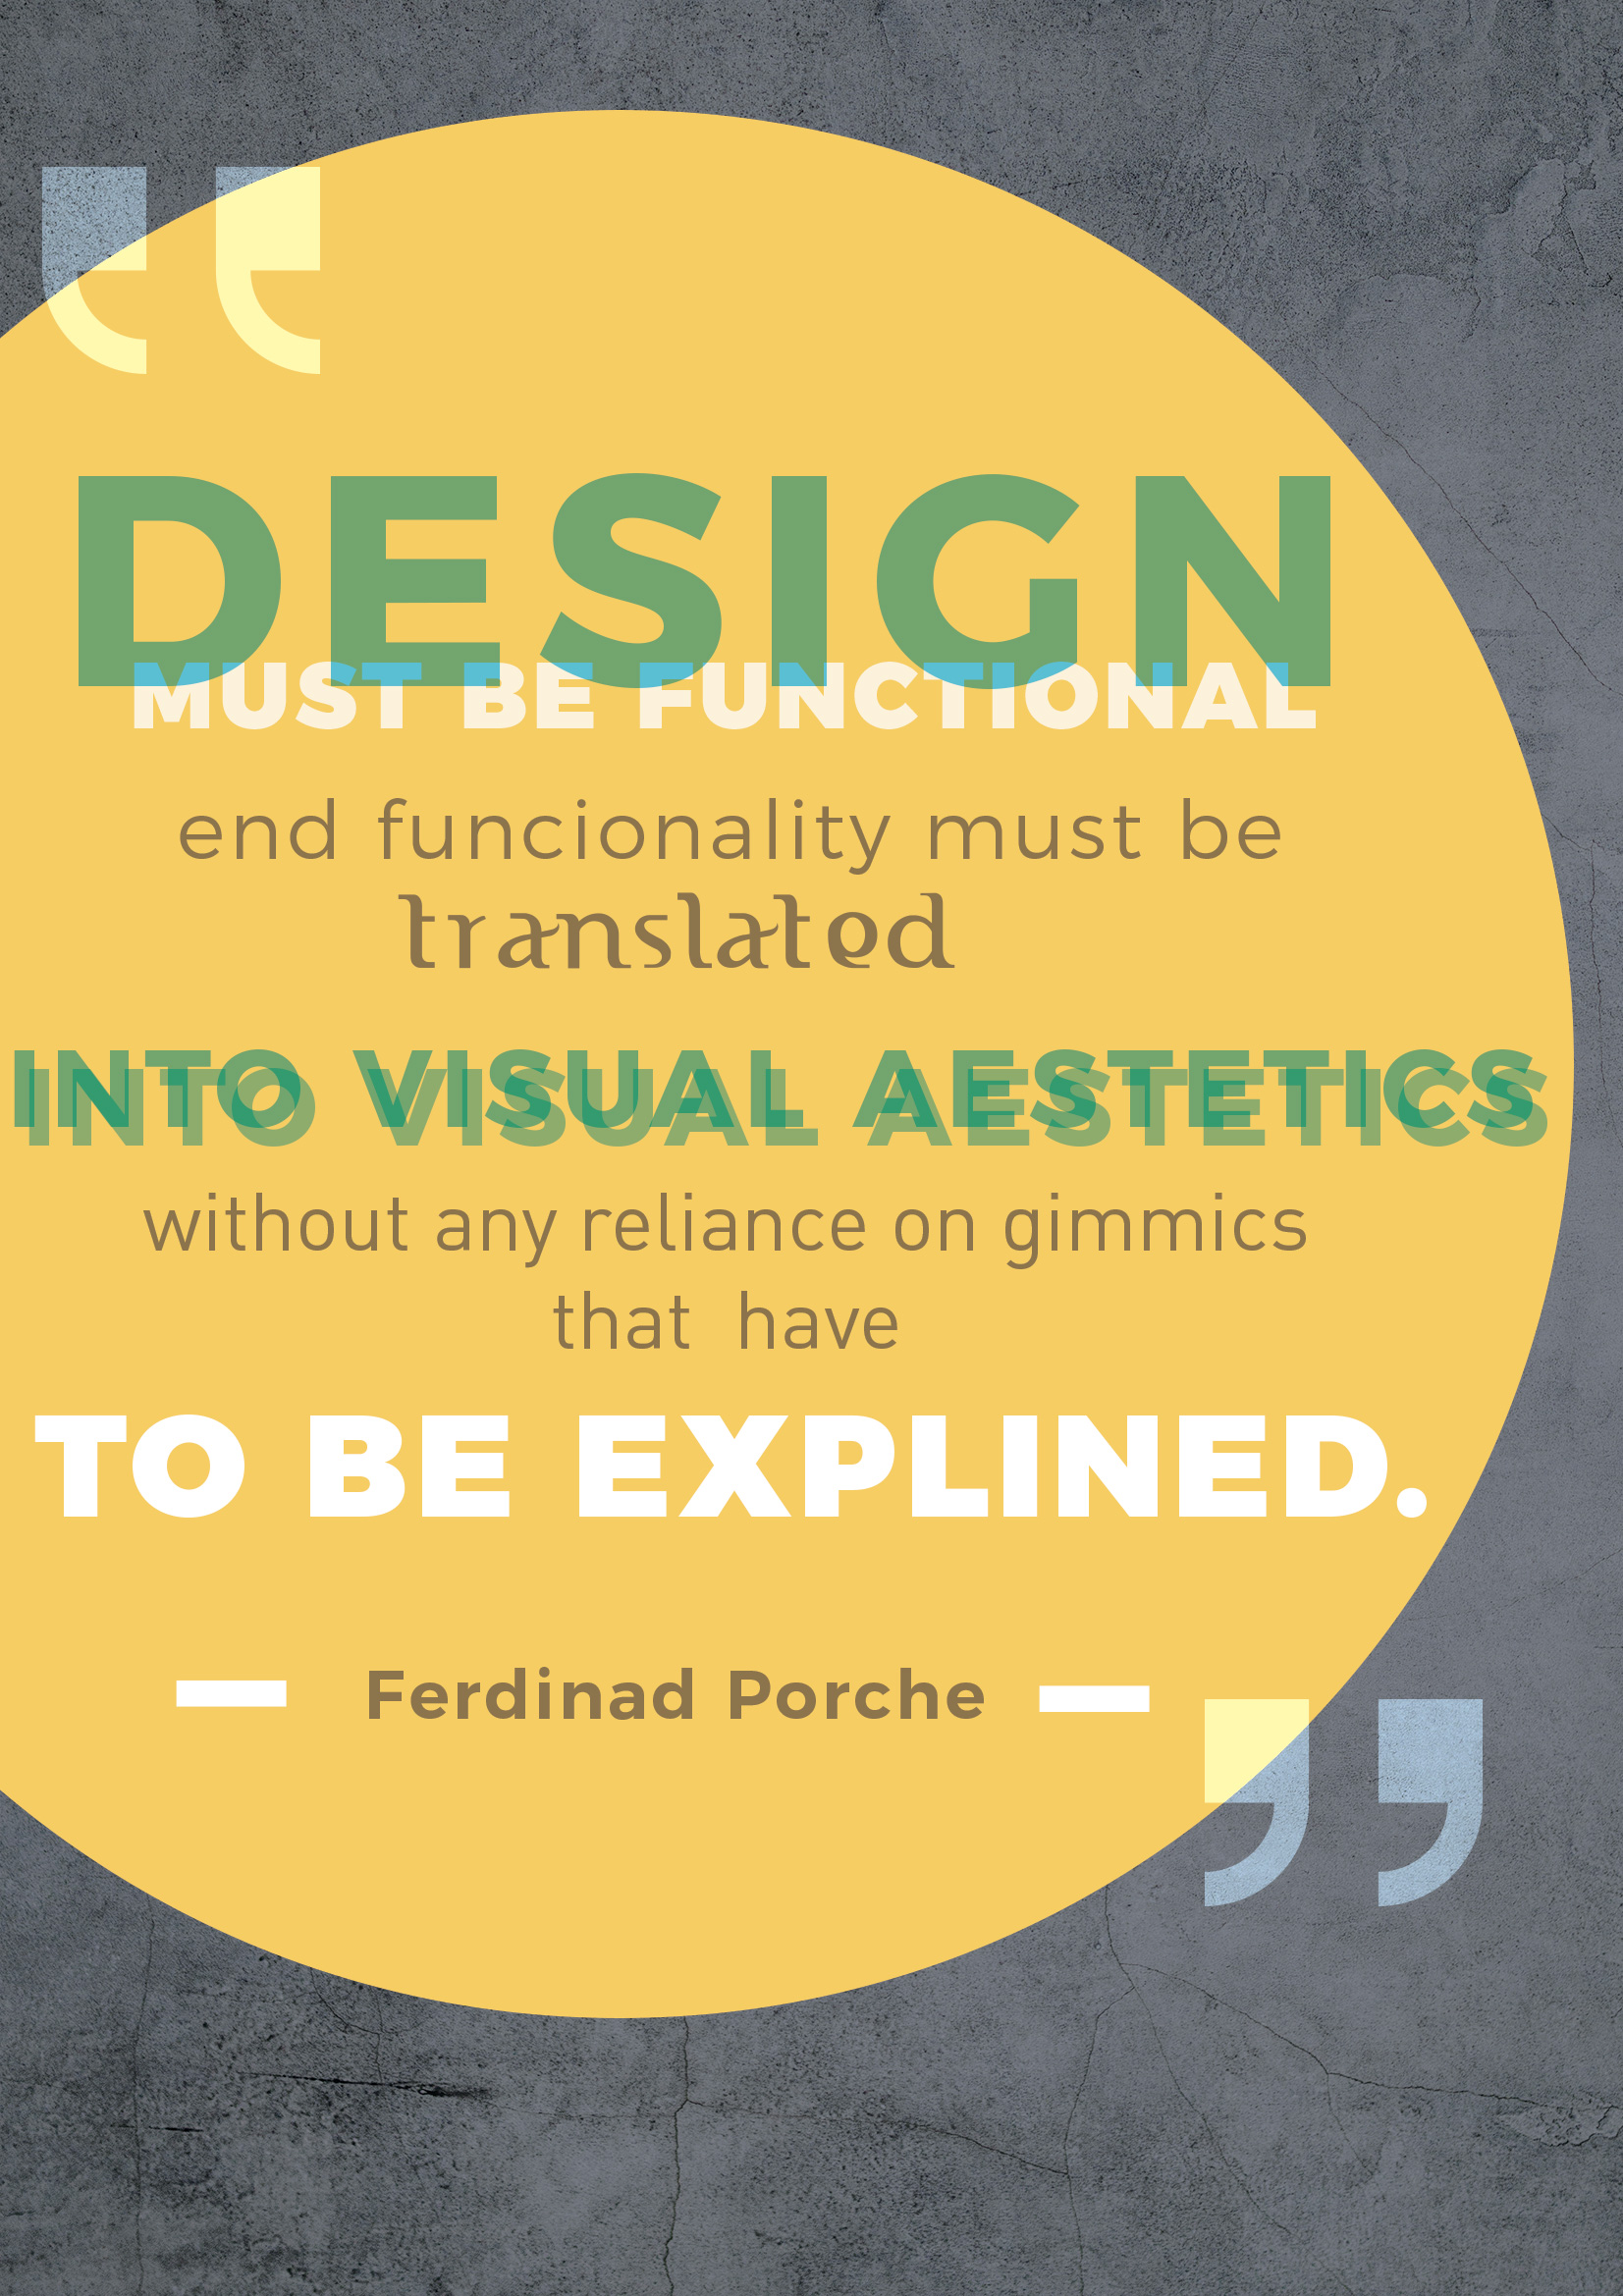 "
DESIGN
MUST BE FUNCTIONAL
end funcionality must be
translated
INTO VISUAL AESTETICS
without any reliance on gimmics
that have
TO BE EXPLINED.
— Ferdinad Porche —
"